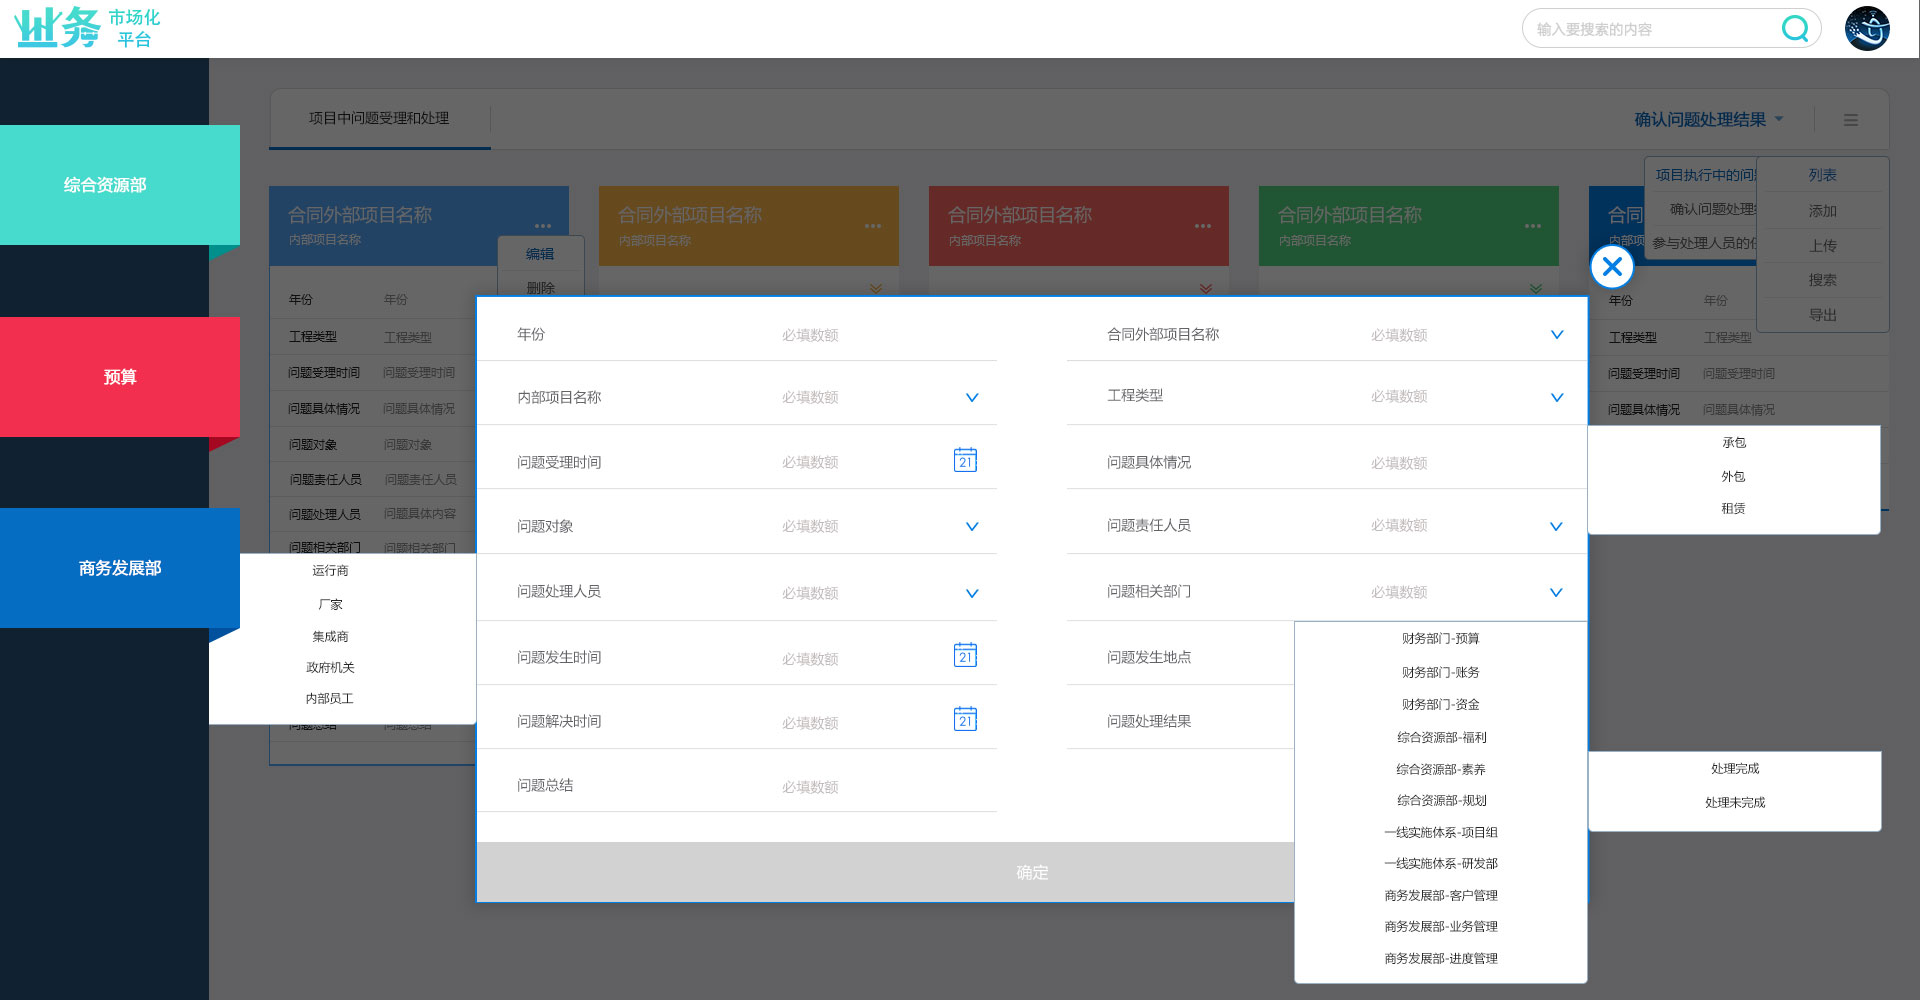 业务 市场化
平台
输入要搜索的内容
项目中问题受理和处理
确认问题处理结果
综合资源部
预算
商务发展部
合同外部项目名称
内部项目名称
合同外部项目名称
内部项目名称
合同外部项目名称
内部项目名称
合同外部项目名称
内部项目名称
合同
内部项
编辑
删除
项目执行中的问
确认问题处理
参与处理人员的
列表
添加
上传
搜索
导出
年份 年份
工程类型 工程类型
问题受理时间 问题受理时间
问题具体情况 问题具体情况
问题对象 问题对象
问题责任人员 问题责任人员
问题处理人员 问题具体内容
问题相关部门 问题相关部门
问题总结 问题总结
年份 年份
工程类型 工程类型
问题受理时间 问题受理时间
问题具体情况 问题具体情况
年份 必填数额
合同外部项目名称 必填数额
内部项目名称 必填数额
工程类型 必填数额
问题受理时间 必填数额 21
问题具体情况 必填数额
问题对象 必填数额
问题责任人员 必填数额
问题处理人员 必填数额
问题相关部门 必填数额
问题发生时间 必填数额 21
问题发生地点
问题解决时间 必填数额 21
问题处理结果
问题总结 必填数额
确定
运行商
厂家
集成商
政府机关
内部员工
承包
外包
租赁
财务部门-预算
财务部门-账务
财务部门-资金
综合资源部-福利
综合资源部-素养
综合资源部-规划
一线实施体系-项目组
一线实施体系-研发部
商务发展部-客户管理
商务发展部-业务管理
商务发展部-进度管理
处理完成
处理未完成